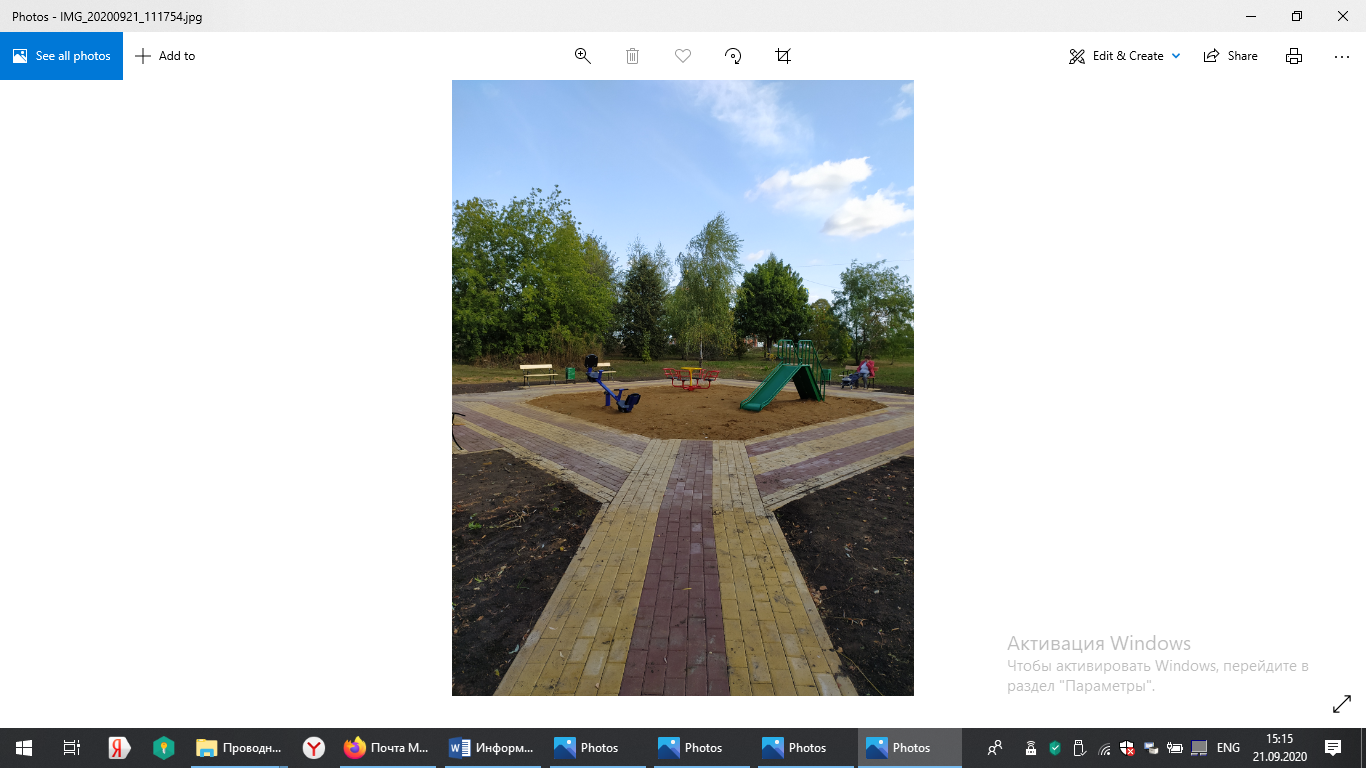 Photos - IMG_20200921_111754.jpg
See all photos
Add to
Edit & Create
Share
Активация Windows
Чтобы активировать Windows, перейдите в
раздел "Параметры".
Я
Проводн...
Y
Почта M...
W
Информ...
Photos
Photos
Photos
Photos
ENG
15:15
21.09.2020